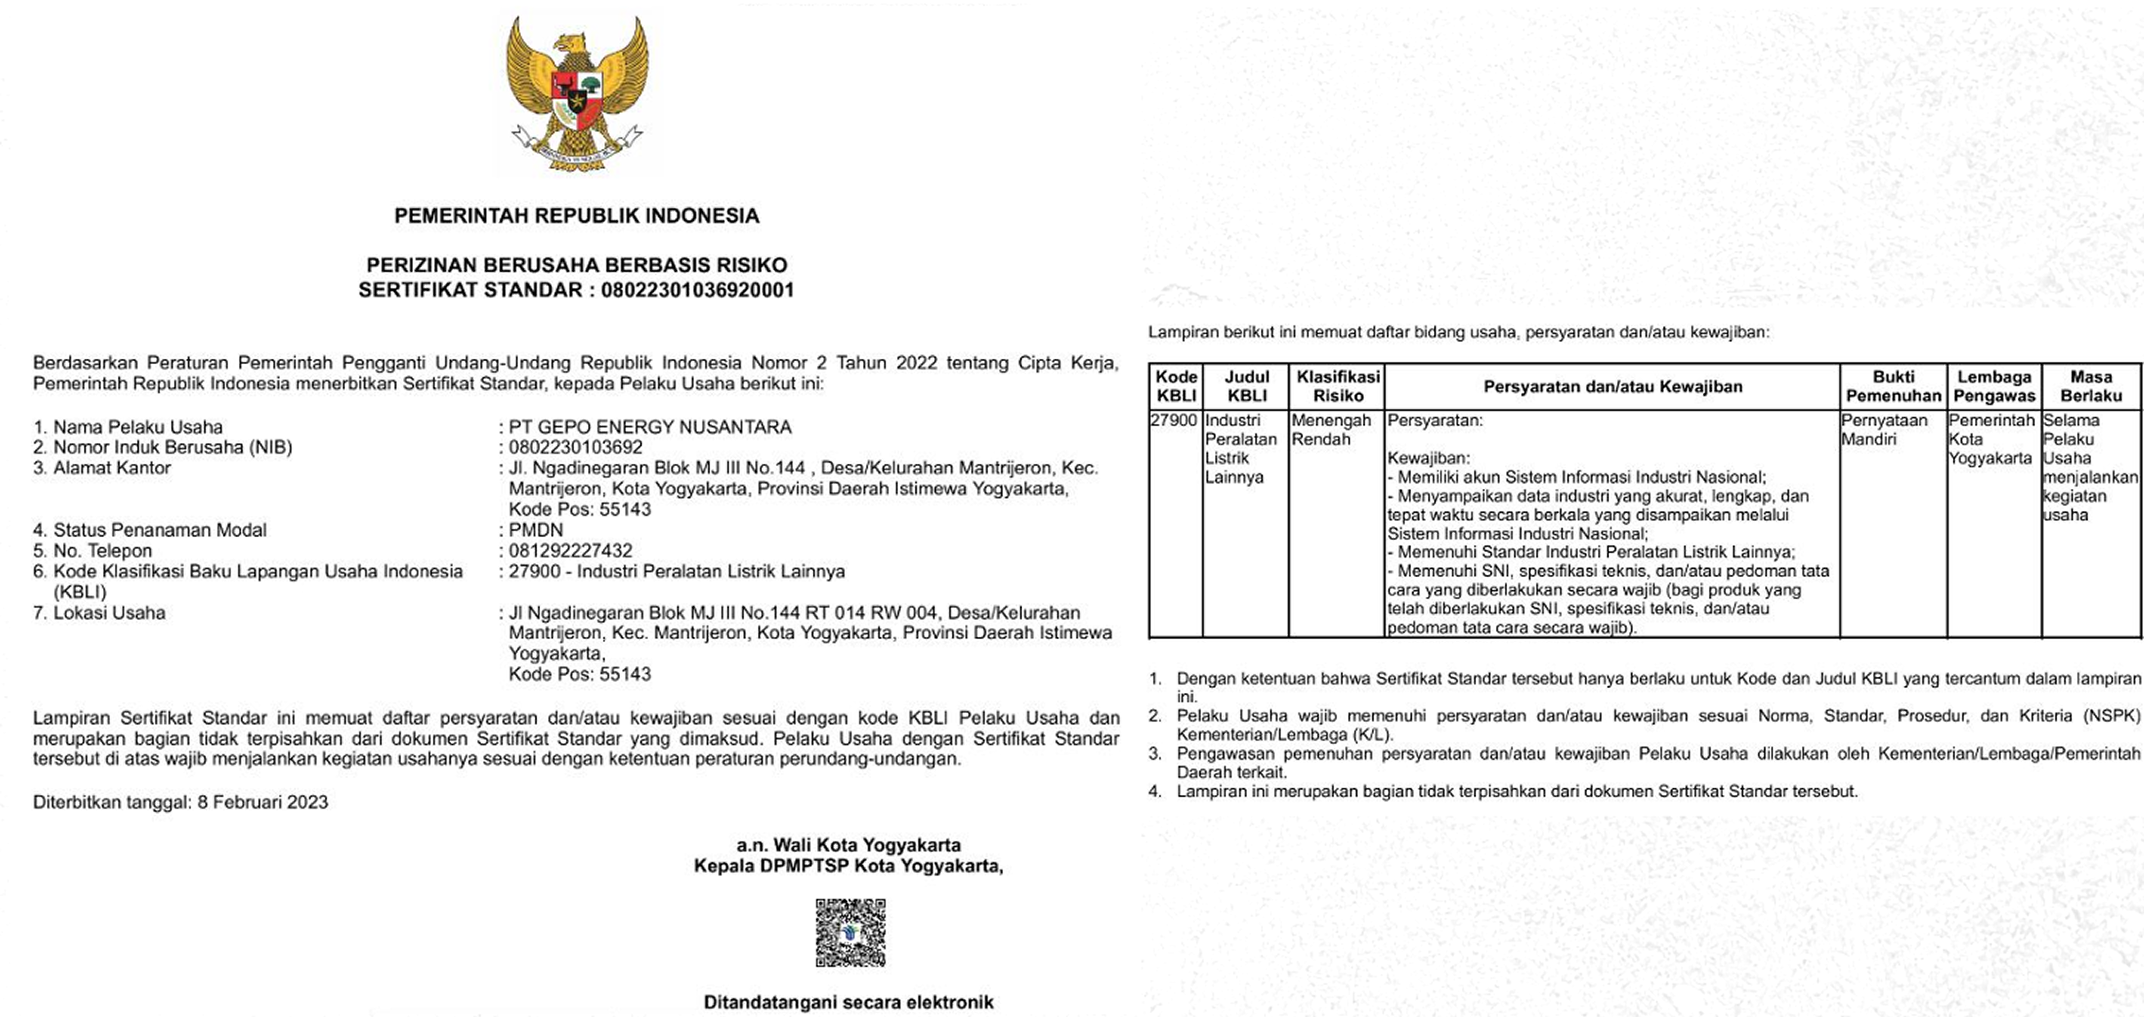 PEMERINTAH REPUBLIK INDONESIA
PERIZINAN BERUSAHA BERBASIS RISIKO
SERTIFIKAT STANDAR : 08022301036920001
Berdasarkan Peraturan Pemerintah Pengganti Undang-Undang Republik Indonesia Nomor 2 Tahun 2022 tentang Cipta Kerja,
Pemerintah Republik Indonesia menerbitkan Sertifikat Standar, kepada Pelaku Usaha berikut ini:
1. Nama Pelaku Usaha : PT GEPO ENERGY NUSANTARA
2. Nomor Induk Berusaha (NIB) : 0802230103692
3. Alamat Kantor : Jl. Ngadinegaran Blok MJ III No.144 , Desa/Kelurahan Mantrijeron, Kec.
Mantrijeron, Kota Yogyakarta, Provinsi Daerah Istimewa Yogyakarta,
Kode Pos: 55143
4. Status Penanaman Modal : PMDN
5. No. Telepon : 081292227432
6. Kode Klasifikasi Baku Lapangan Usaha Indonesia : 27900 - Industri Peralatan Listrik Lainnya
(KBLI)
7. Lokasi Usaha : Jl Ngadinegaran Blok MJ III No.144 RT 014 RW 004, Desa/Kelurahan
Mantrijeron, Kec. Mantrijeron, Kota Yogyakarta, Provinsi Daerah Istimewa
Yogyakarta,
Kode Pos: 55143
Lampiran Sertifikat Standar ini memuat daftar persyaratan dan/atau kewajiban sesuai dengan kode KBLI Pelaku Usaha dan
merupakan bagian tidak terpisahkan dari dokumen Sertifikat Standar yang dimaksud. Pelaku Usaha dengan Sertifikat Standar
tersebut di atas wajib menjalankan kegiatan usahanya sesuai dengan ketentuan peraturan perundang-undangan.
Diterbitkan tanggal: 8 Februari 2023
a.n. Wali Kota Yogyakarta
Kepala DPMPTSP Kota Yogyakarta,
Ditandatangani secara elektronik
Lampiran berikut ini memuat daftar bidang usaha, persyaratan dan/atau kewajiban:
Kode KBLI
Judul KBLI
Klasifikasi Risiko
Persyaratan dan/atau Kewajiban
Bukti Pemenuhan
Lembaga Pengawas
Masa Berlaku
27900
Industri
Peralatan
Listrik
Lainnya
Menengah
Rendah
Persyaratan:
Kewajiban:
- Memiliki akun Sistem Informasi Industri Nasional;
- Menyampaikan data industri yang akurat, lengkap, dan
tepat waktu secara berkala yang disampaikan melalui
Sistem Informasi Industri Nasional;
- Memenuhi Standar Industri Peralatan Listrik Lainnya;
- Memenuhi SNI, spesifikasi teknis, dan/atau pedoman tata
cara yang diberlakukan secara wajib (bagi produk yang
telah diberlakukan SNI, spesifikasi teknis, dan/atau
pedoman tata cara secara wajib).
Pernyataan
Mandiri
Pemerintah
Kota
Yogyakarta
Selama
Pelaku
Usaha
menjalankan
kegiatan
usaha
1. Dengan ketentuan bahwa Sertifikat Standar tersebut hanya berlaku untuk Kode dan Judul KBLI yang tercantum dalam lampiran
ini.
2. Pelaku Usaha wajib memenuhi persyaratan dan/atau kewajiban sesuai Norma, Standar, Prosedur, dan Kriteria (NSPK)
Kementerian/Lembaga (K/L).
3. Pengawasan pemenuhan persyaratan dan/atau kewajiban Pelaku Usaha dilakukan oleh Kementerian/Lembaga/Pemerintah
Daerah terkait.
4. Lampiran ini merupakan bagian tidak terpisahkan dari dokumen Sertifikat Standar tersebut.